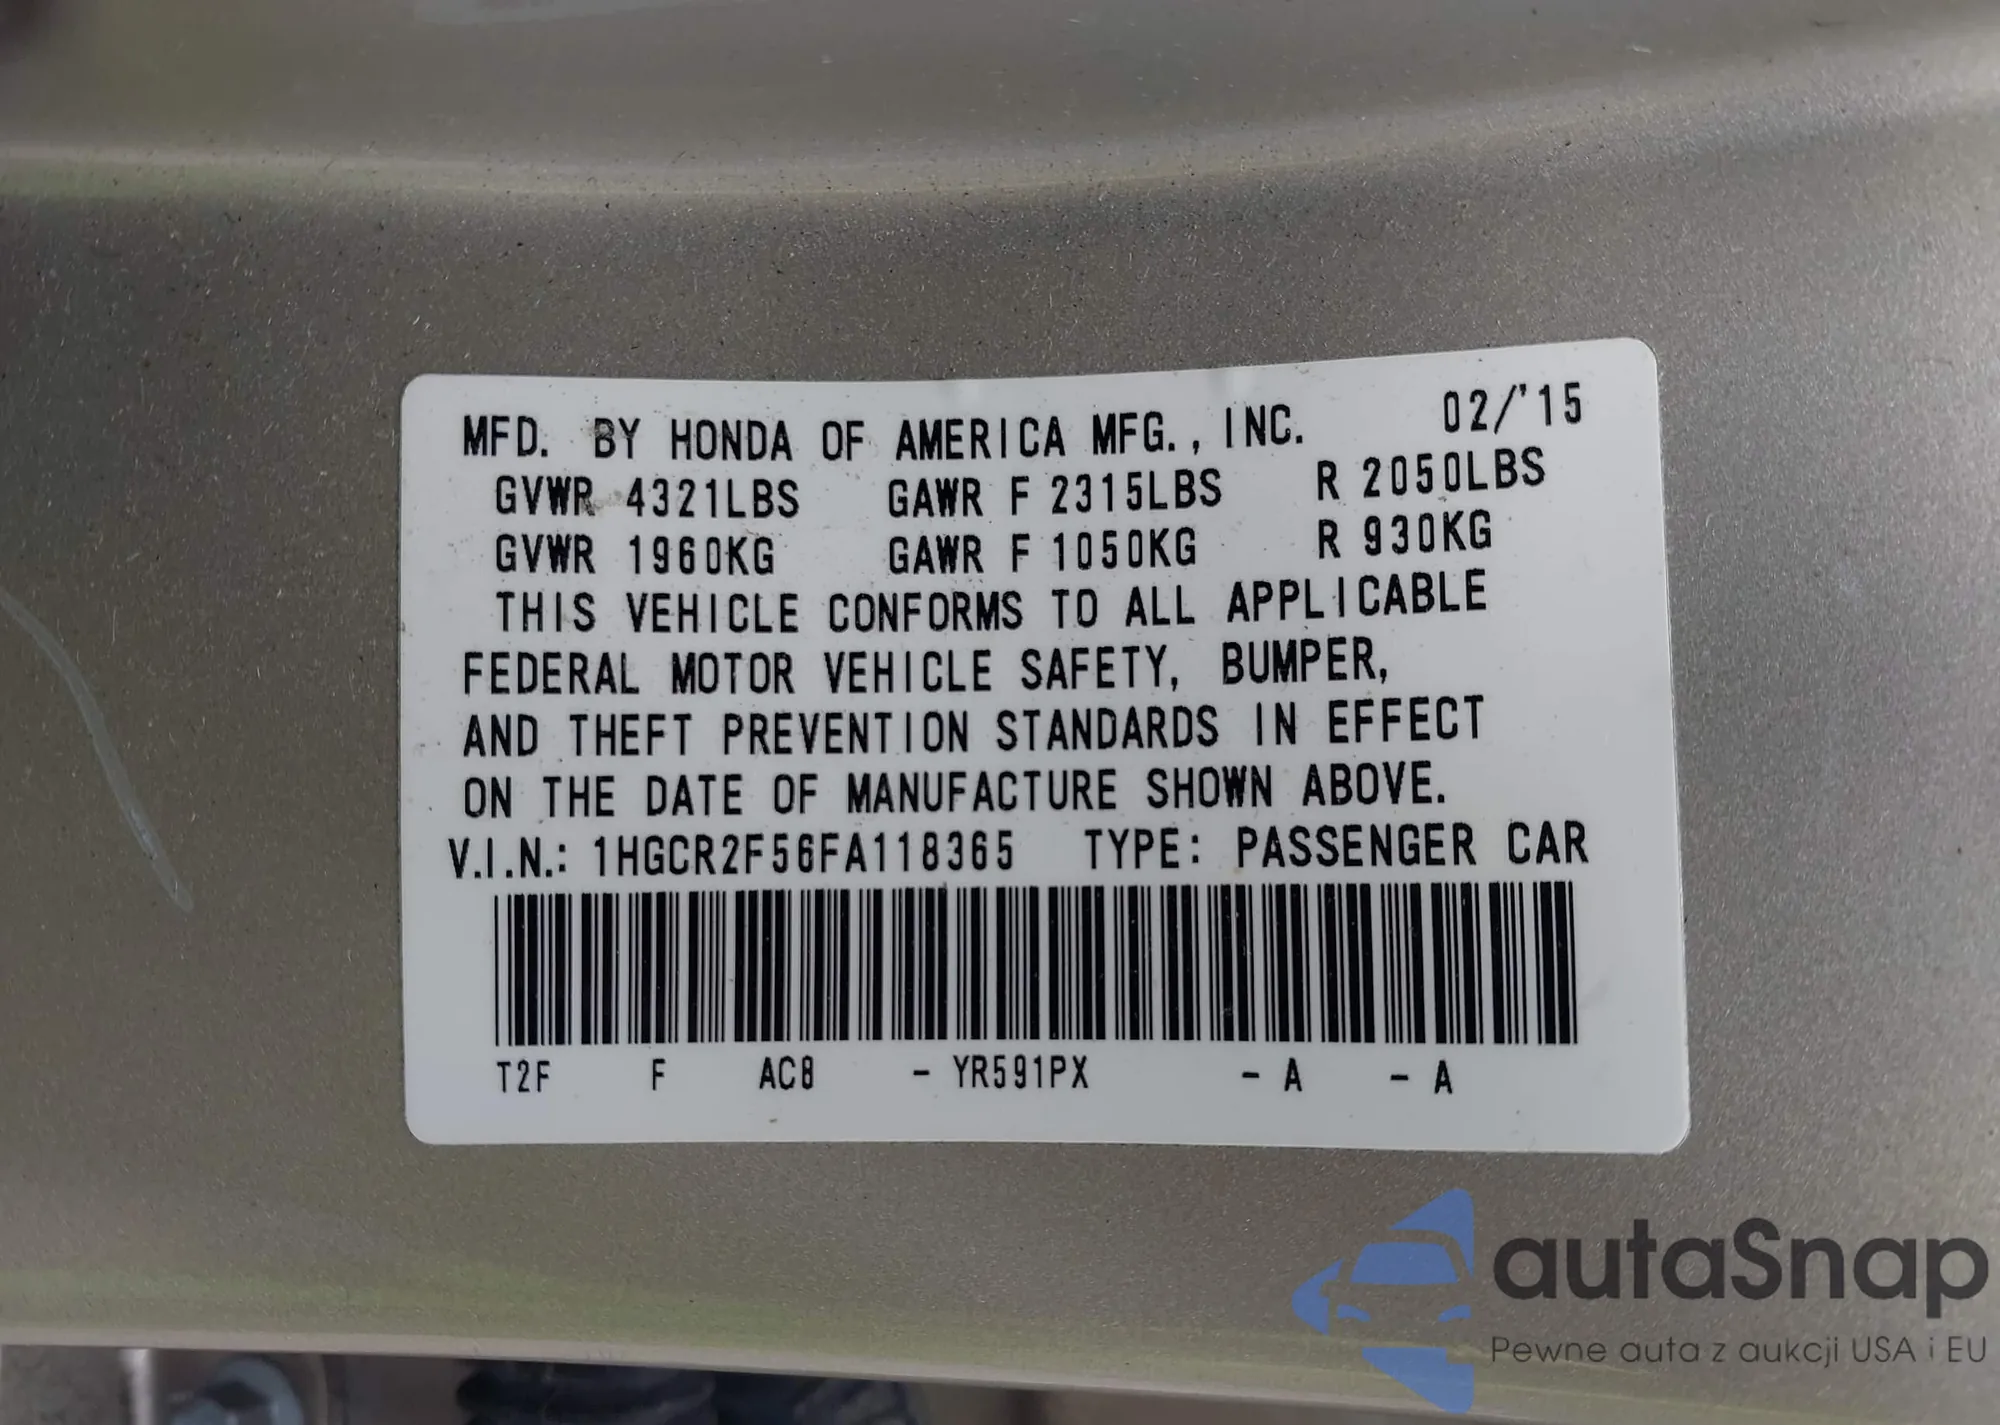 MFD. BY HONDA OF AMERICA MFG., INC. 02/'15
GVWR 4321LBS GAWR F 2315LBS R 2050LBS
GVWR 1960KG GAWR F 1050KG R 930KG
THIS VEHICLE CONFORMS TO ALL APPLICABLE
FEDERAL MOTOR VEHICLE SAFETY, BUMPER,
AND THEFT PREVENTION STANDARDS IN EFFECT
ON THE DATE OF MANUFACTURE SHOWN ABOVE.
V.I.N.: 1HGCR2F56FA118365 TYPE: PASSENGER CAR
T2F F AC8 - YR591PX - A - A
autaSnap
Pewne auta z aukcji USA i EU